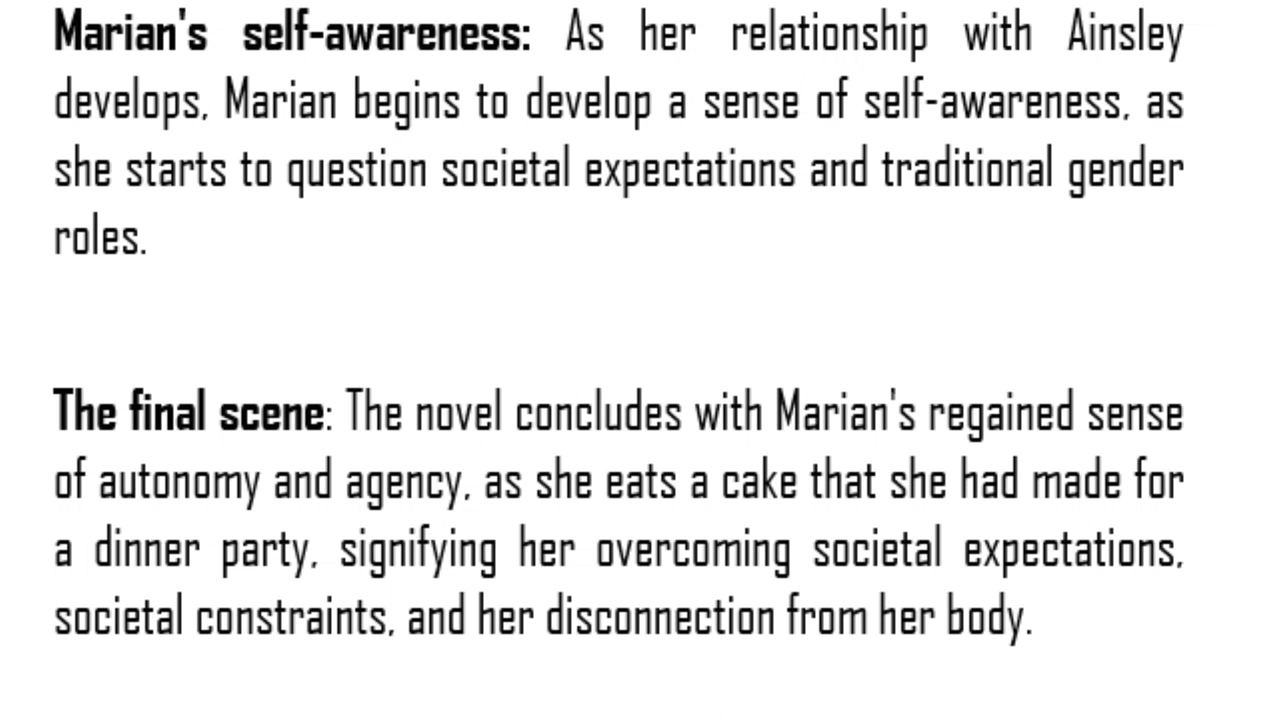 Marian's self-awareness: As her relationship with Ainsley
develops, Marian begins to develop a sense of self-awareness, as
she starts to question societal expectations and traditional gender
roles.
The final scene: The novel concludes with Marian's regained sense
of autonomy and agency, as she eats a cake that she had made for
a dinner party, signifying her overcoming societal expectations,
societal constraints, and her disconnection from her body.